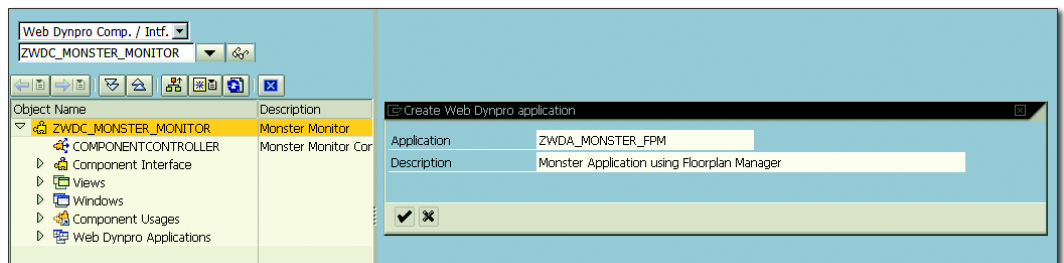 Web Dynpro Comp. / Intf.
ZWDC_MONSTER_MONITOR
Object Name Description
ZWDC_MONSTER_MONITOR Monster Monitor
COMPONENTCONTROLLER Monster Monitor Cor
Component Interface
Views
Windows
Component Usages
Web Dynpro Applications
Create Web Dynpro application
Application ZWDA_MONSTER_FPM
Description Monster Application using Floorplan Manager